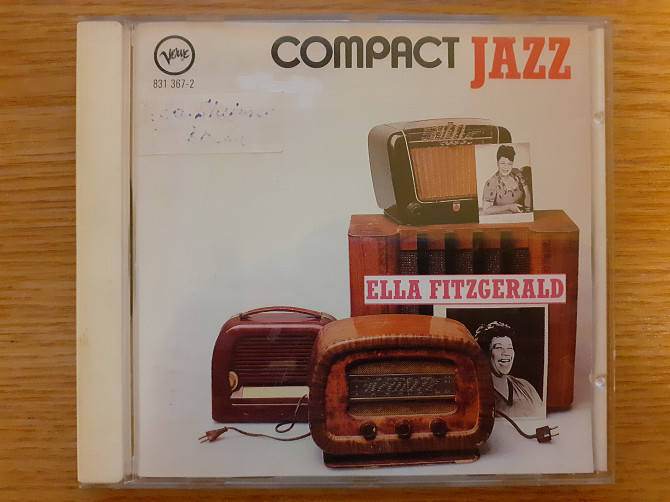 Verve
831 367-2
COMPACT JAZZ
ELLA FITZGERALD